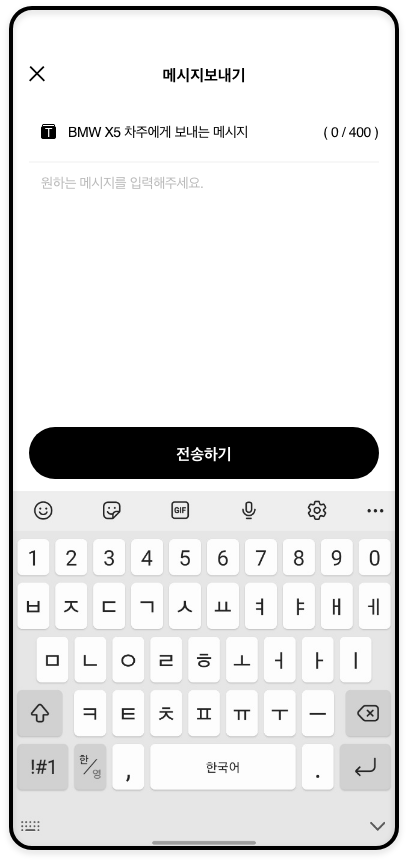 메시지보내기
T BMW X5 차주에게 보내는 메시지 ( 0 / 400 )
원하는 메시지를 입력해주세요.
전송하기
GIF
1 2 3 4 5 6 7 8 9 0
ㅂ ㅈ ㄷ ㄱ ㅅ ㅛ ㅕ ㅑ ㅐ ㅔ
ㅁ ㄴ ㅇ ㄹ ㅎ ㅗ ㅓ ㅏ ㅣ
ㅋ ㅌ ㅊ ㅍ ㅠ ㅜ ㅡ
!#1 한/영 , 한국어 .